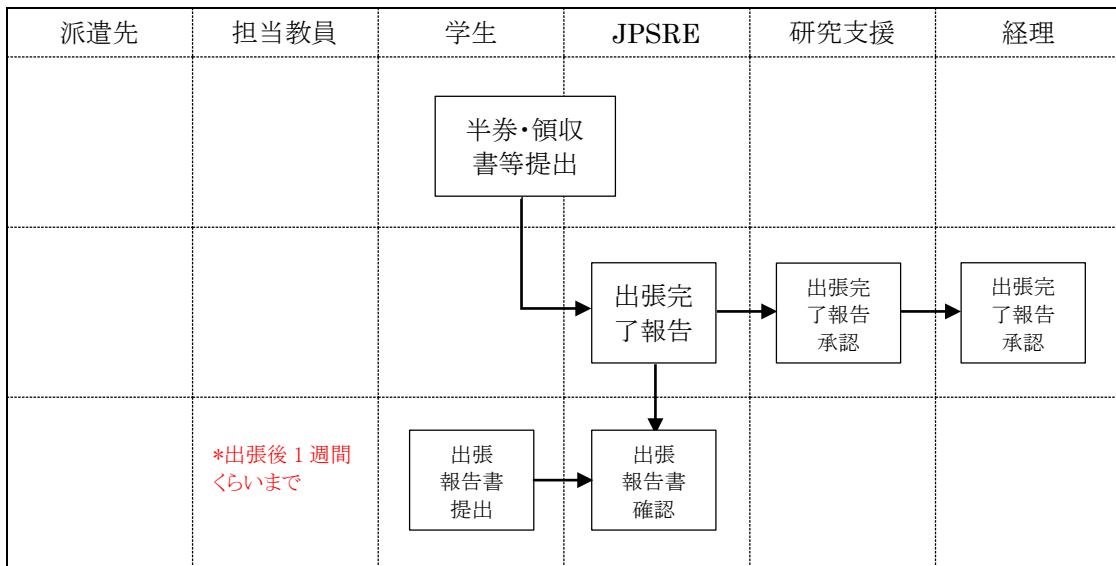 派遣先
担当教員
学生
JPSRE
研究支援
経理
半券・領収
書等提出
出張完
了報告
出張完
了報告
承認
出張完
了報告
承認
*出張後1週間
くらいまで
出張
報告書
提出
出張
報告書
確認